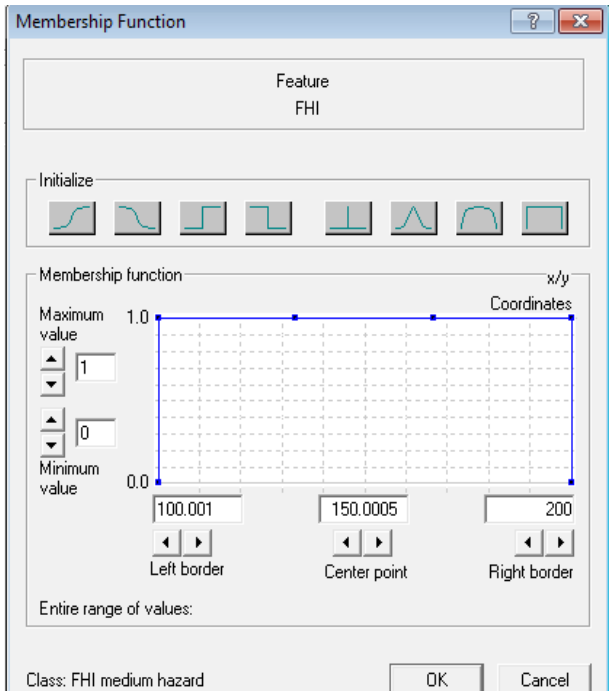 Membership Function
?
Feature
FHI
Initialize
Membership function
x/y
Coordinates
Maximum
value
1.0
1
0
Minimum
value
0.0
100.001
150.0005
200
Left border
Center point
Right border
Entire range of values:
Class: FHI medium hazard
OK
Cancel